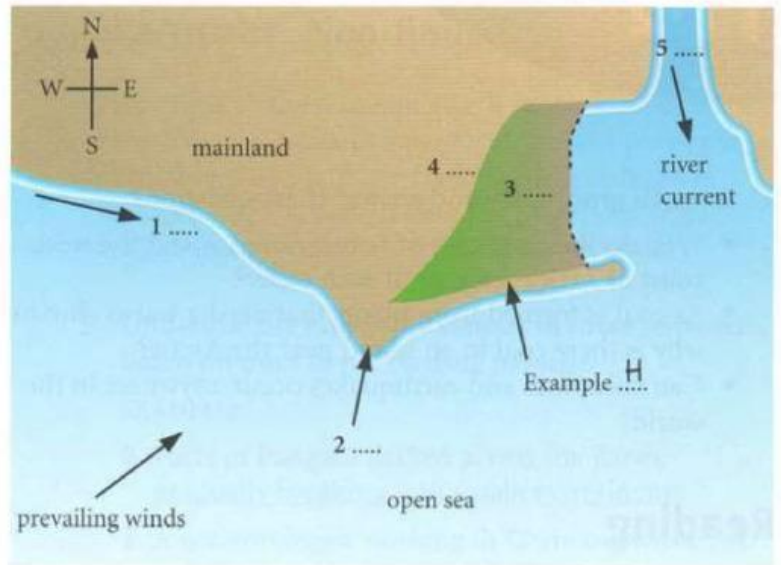 N
W E
S
mainland
5 .....
river
current
4 .....
3 .....
1 .....
Example ..... H
2 .....
prevailing winds
open sea